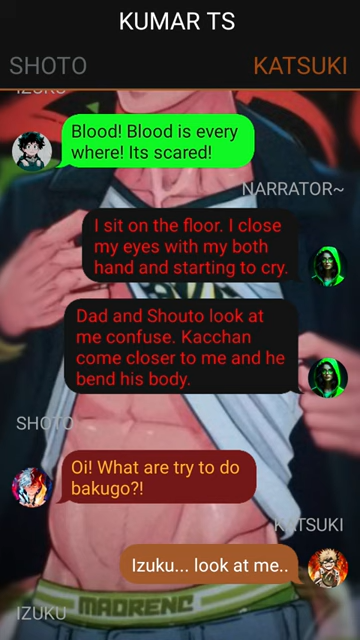 KUMAR TS
SHOTO
KATSUKI
IZUKU
Blood! Blood is every
where! Its scared!
NARRATOR~
I sit on the floor. I close
my eyes with my both
hand and starting to cry.
Dad and Shouto look at
me confuse. Kacchan
come closer to me and he
bend his body.
SHOTO
Oi! What are try to do
bakugo?!
KATSUKI
Izuku... look at me..
IZUKU
MADRENC